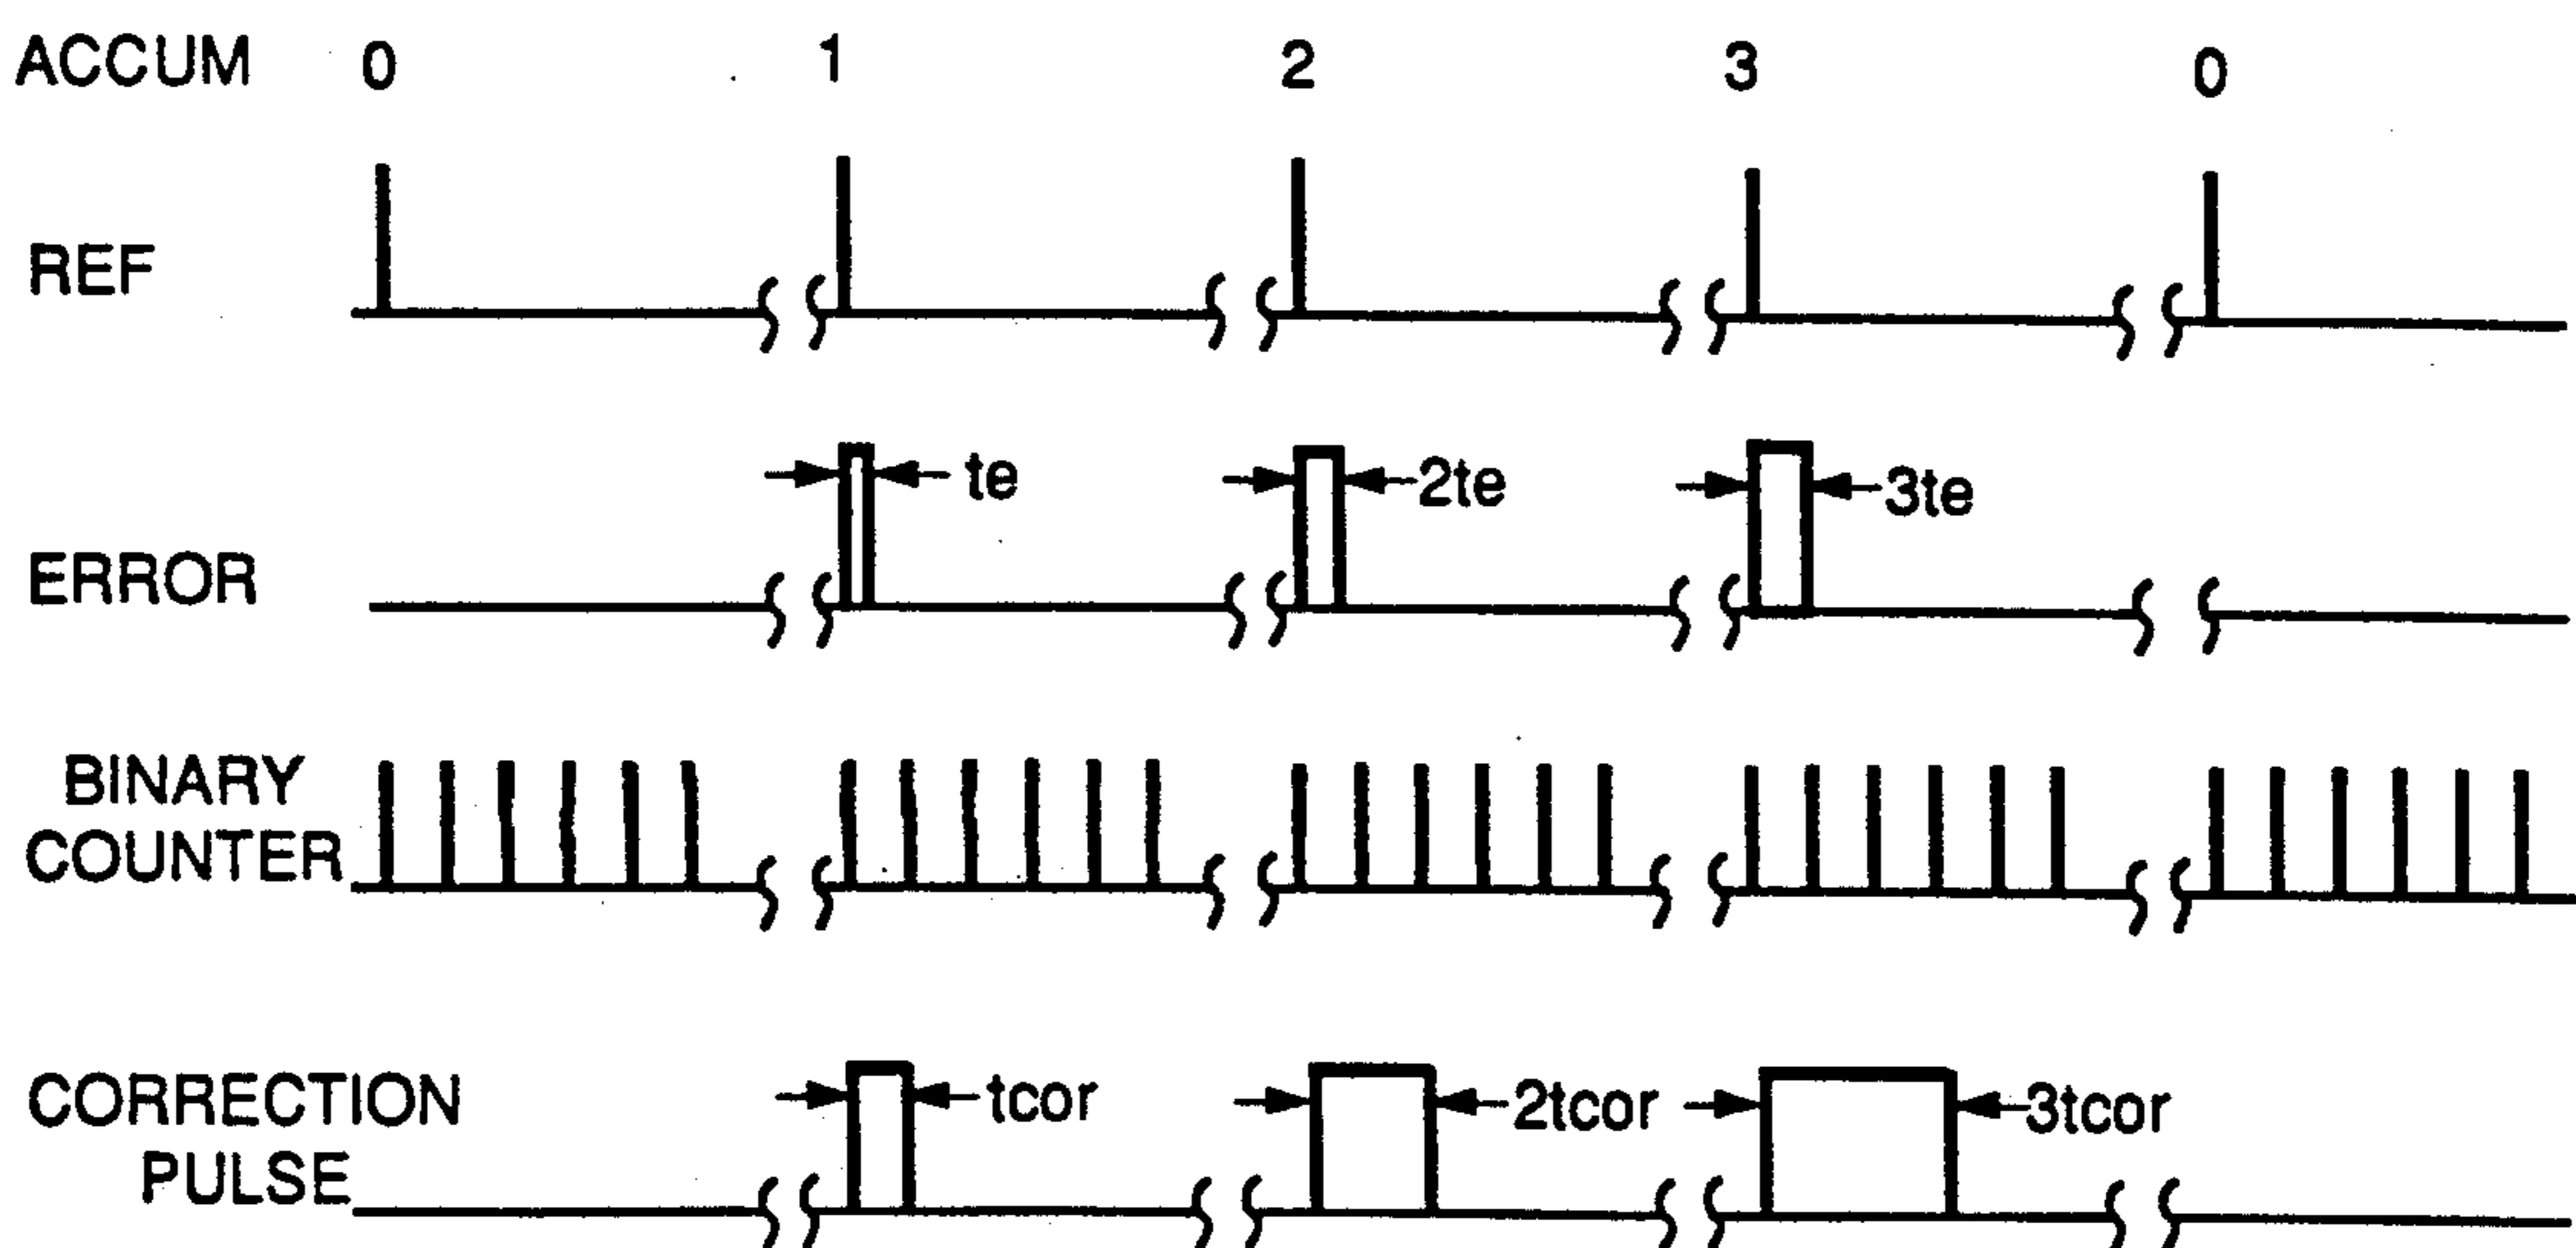 ACCUM 0 1 2 3 0
REF
ERROR te 2te 3te
BINARY
COUNTER
CORRECTION
PULSE
tcor 2tcor 3tcor